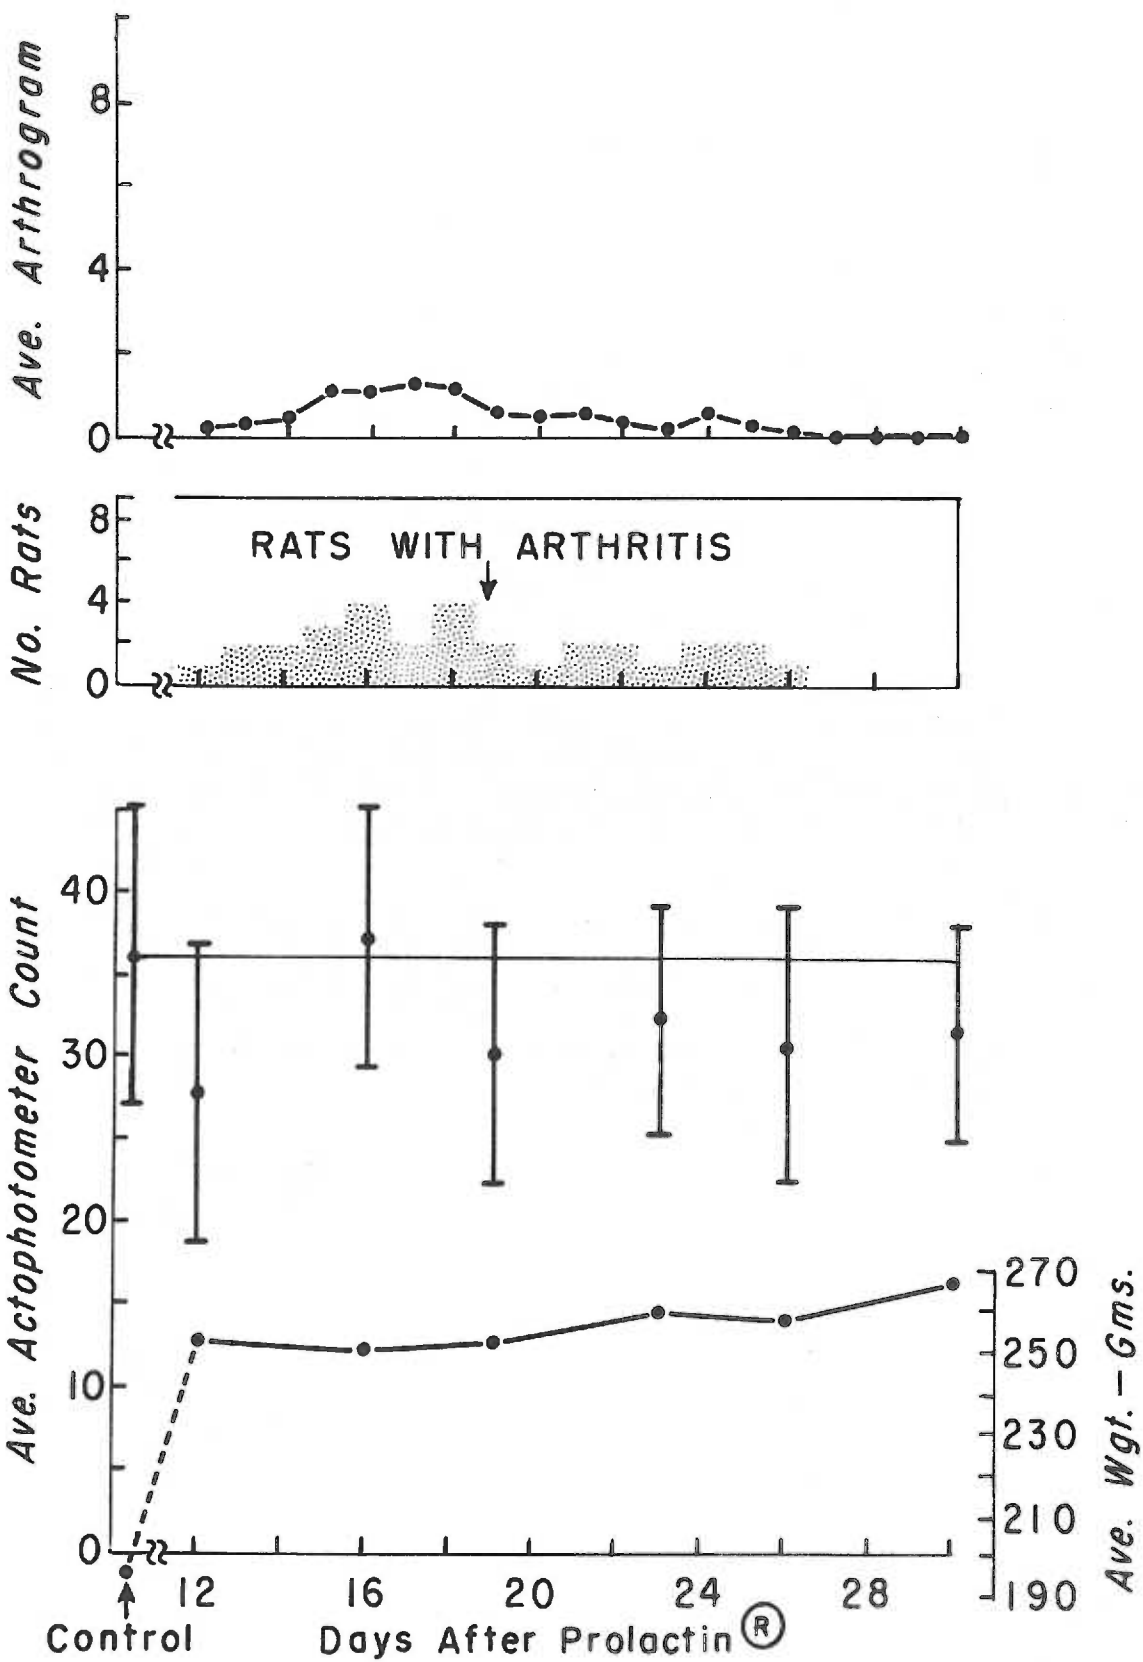 Ave. Arthrogram
8
4
0
No. Rats
8
4
0
RATS WITH ARTHRITIS
Ave. Actophotometer Count
40
30
20
10
0
270
250
230
210
190
Ave. Wgt. – Gms.
12 16 20 24 28
Control
Days After Prolactin ®